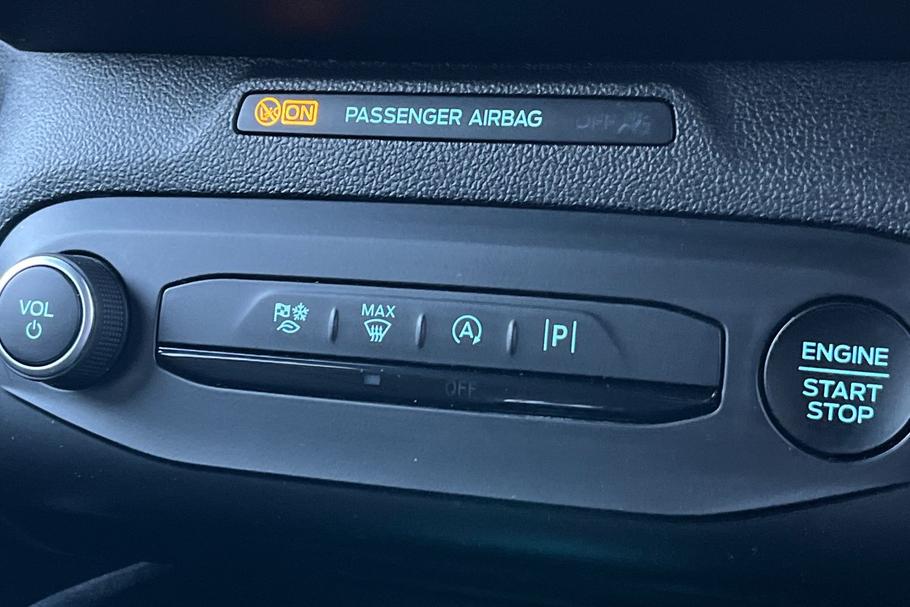 ON PASSENGER AIRBAG OFF
VOL
MAX
A
P
OFF
ENGINE
START
STOP